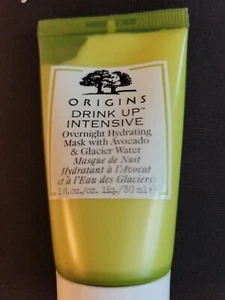 ORIGINS
DRINK UP™
INTENSIVE
Overnight Hydrating
Mask with Avocado
& Glacier Water
Masque de Nuit
Hydratant à l'Avocat
et à l'Eau des Glaciers
1 fl.oz./oz. liq./30 ml e